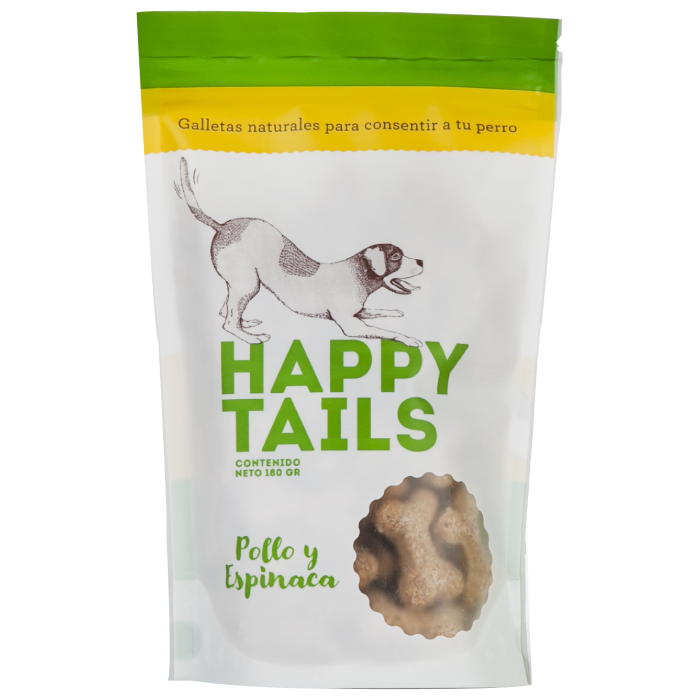 Galletas naturales para consentir a tu perro
HAPPY
TAILS
CONTENIDO
NETO 180 GR
Pollo y
Espinaca